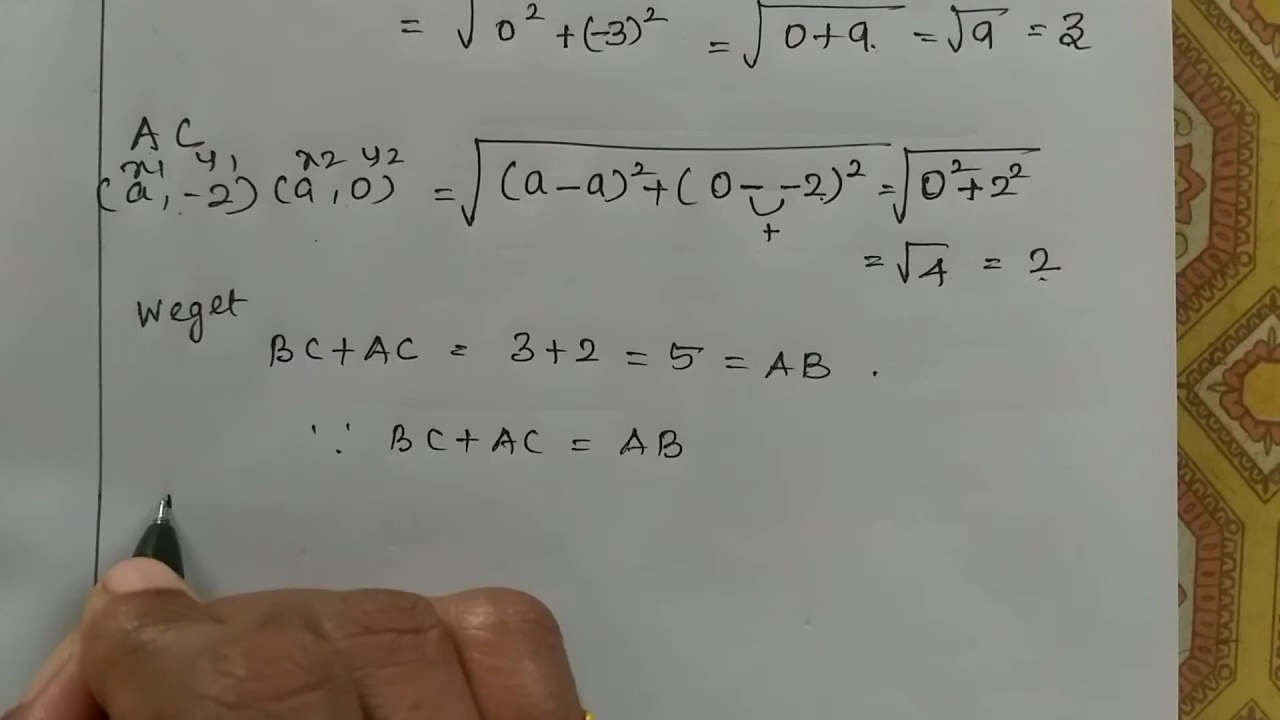 = √0² + (-3)² = √0+9. = √9 = 3
AC
x1 y1 x2 y2
(a, -2) (a, 0) = √(a-a)² + (0 - -2)² = √0² + 2²
+
= √4 = 2
We get
BC + AC = 3 + 2 = 5 = AB .
∵ BC + AC = AB